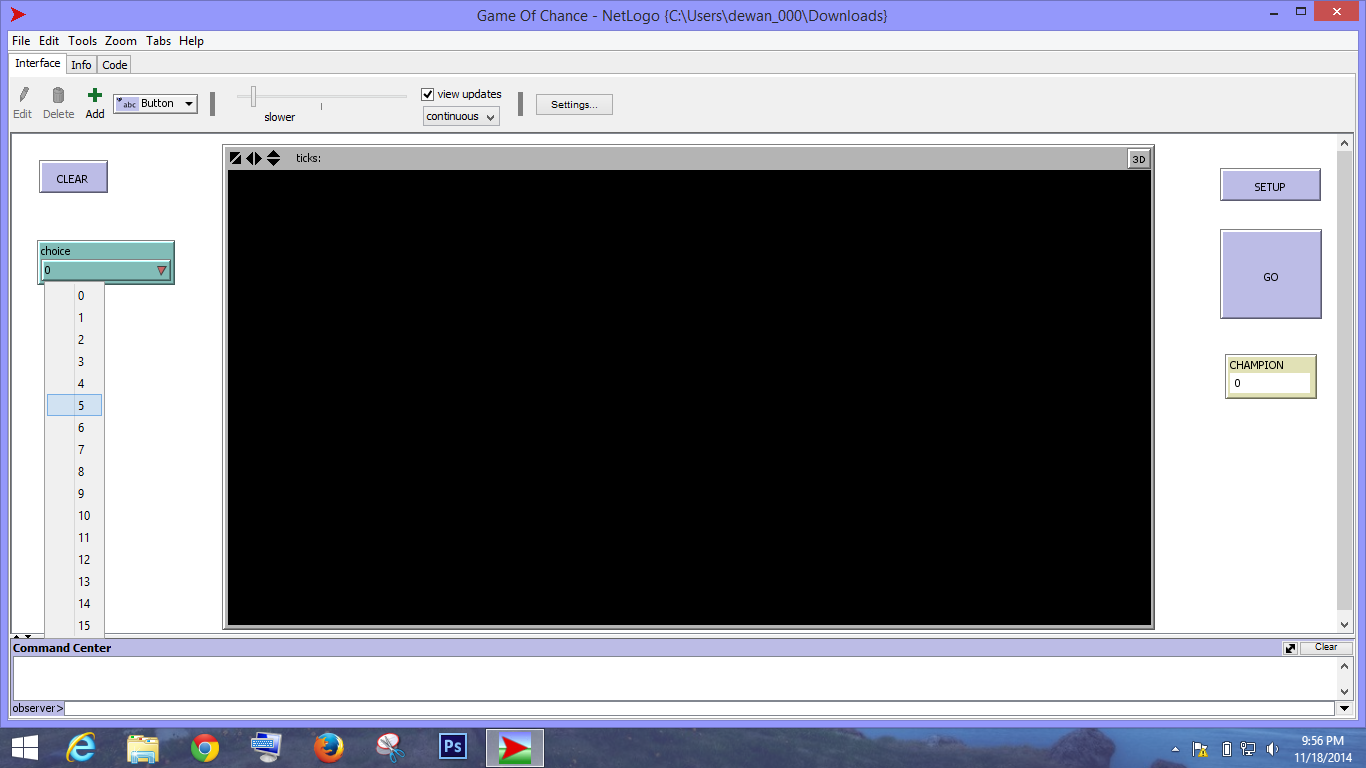 Game Of Chance - NetLogo {C:\Users\dewan_000\Downloads}
File Edit Tools Zoom Tabs Help
Interface Info Code
Edit Delete Add abc Button slower view updates continuous Settings...
ticks: 3D
CLEAR
SETUP
choice
0
GO
0
1
2
3
4
5
6
7
8
9
10
11
12
13
14
15
CHAMPION
0
Command Center Clear
observer>
Ps
9:56 PM
11/18/2014